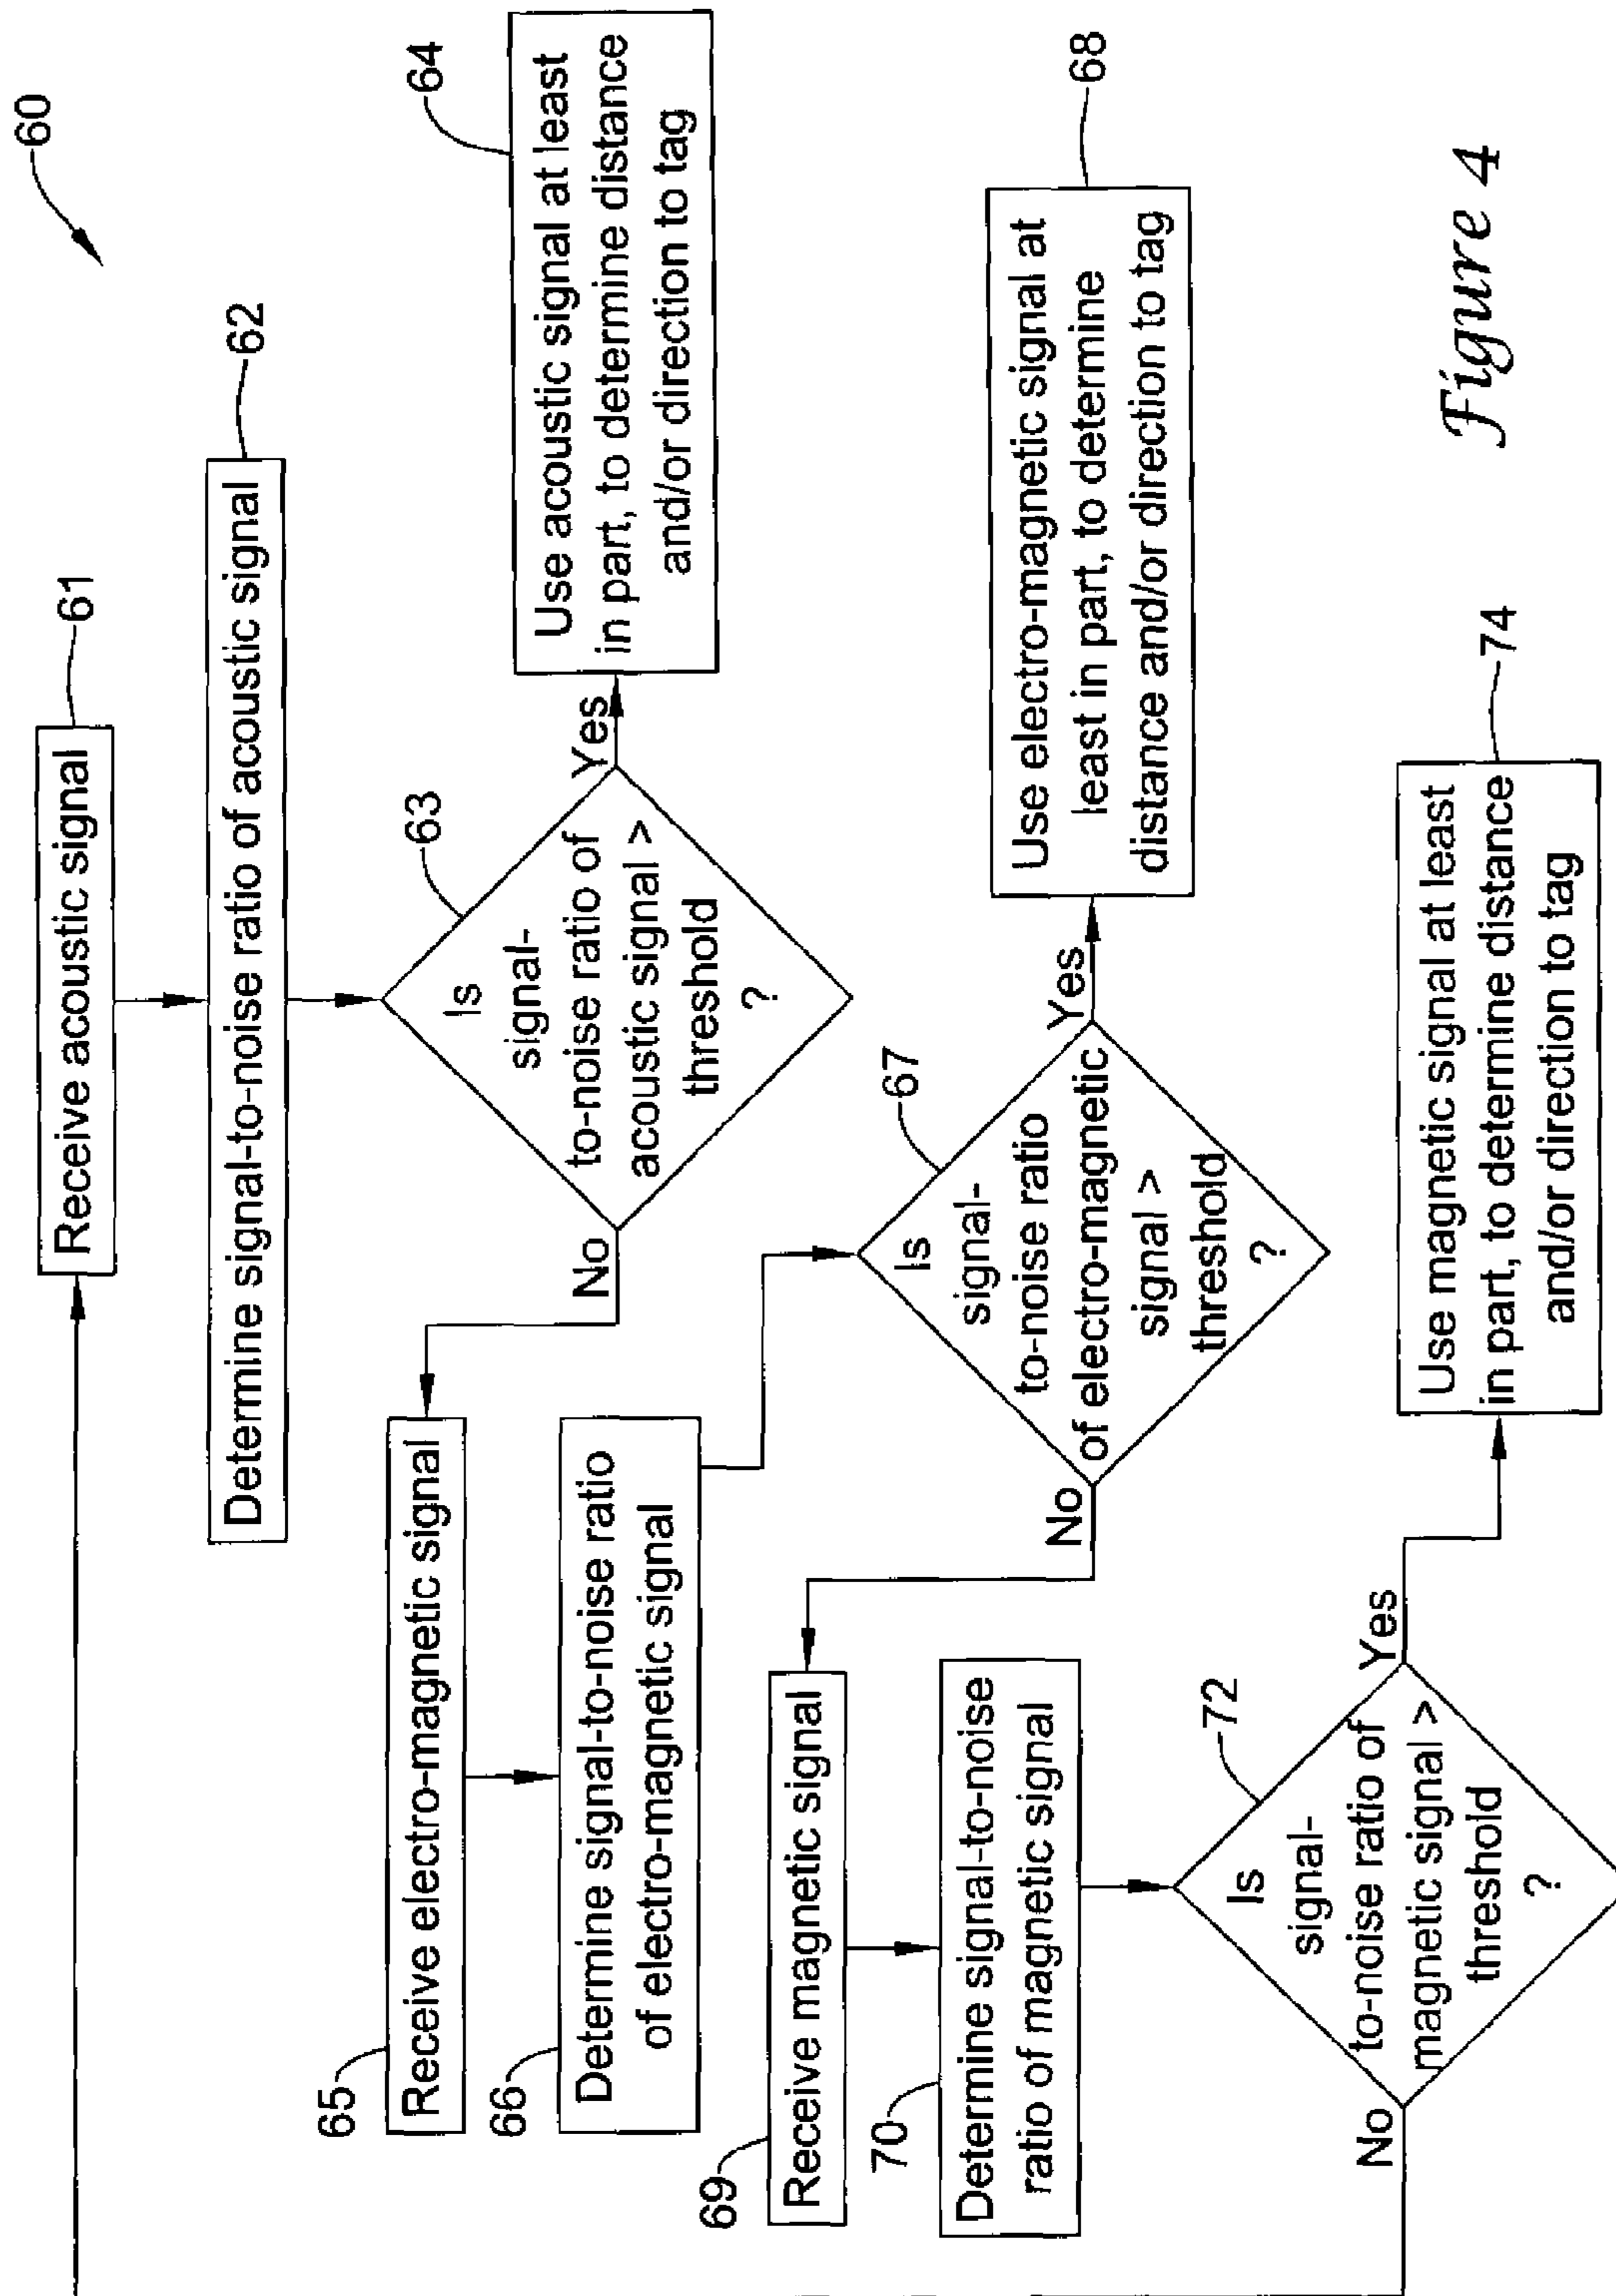 60
61
Receive acoustic signal
62
Determine signal-to-noise ratio of acoustic signal
63
Is
signal-
to-noise ratio of
acoustic signal >
threshold
?
Yes
No
64
Use acoustic signal at least
in part, to determine distance
and/or direction to tag
65
Receive electro-magnetic signal
66
Determine signal-to-noise ratio
of electro-magnetic signal
67
Is
signal-
to-noise ratio
of electro-magnetic
signal >
threshold
?
Yes
No
68
Use electro-magnetic signal at
least in part, to determine
distance and/or direction to tag
69
Receive magnetic signal
70
Determine signal-to-noise
ratio of magnetic signal
72
Is
signal-
to-noise ratio of
magnetic signal >
threshold
?
Yes
No
74
Use magnetic signal at least
in part, to determine distance
and/or direction to tag
Figure 4